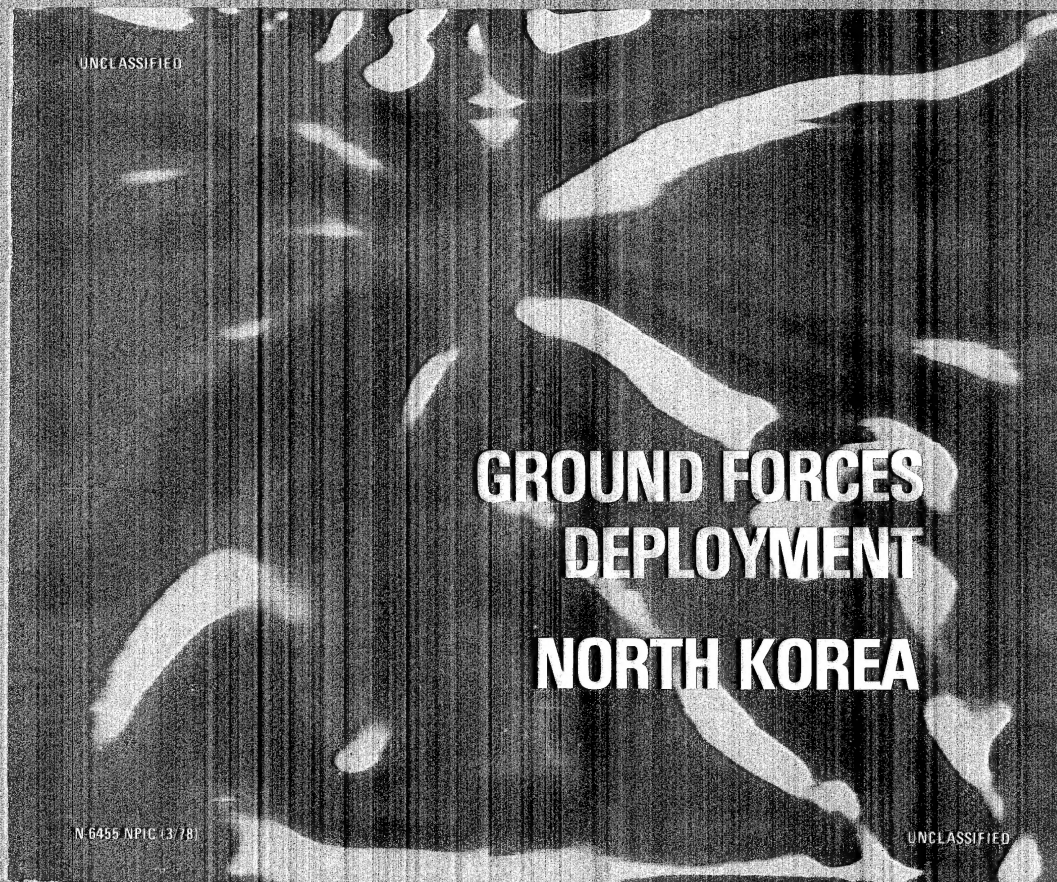 UNCLASSIFIED
GROUND FORCES
DEPLOYMENT
NORTH KOREA
N-6455 NPIC (3/78)
UNCLASSIFIED